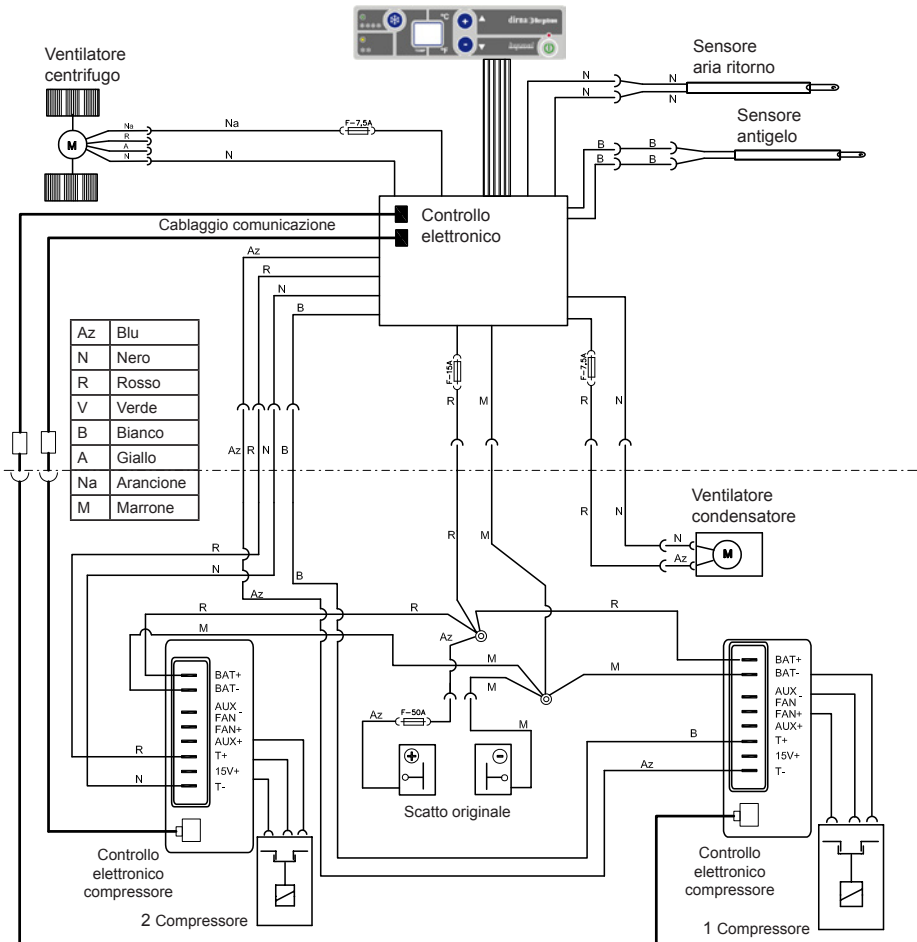 °C
dirna Bergstrom
°F
Ventilatore
centrifugo
Sensore
aria ritorno
Sensore
antigelo
N
N
N
N
Na
R
A
N
Na
F-7,5A
N
M
B
B
B
B
Cablaggio comunicazione
Controllo
elettronico
Az
R
N
B
Az Blu
N Nero
R Rosso
V Verde
B Bianco
A Giallo
Na Arancione
M Marrone
F-15A
F-7,5A
R
M
R
N
Az
R
N
B
Ventilatore
condensatore
R
M
R
N
N
Az
M
R
N
B
Az
R
R
R
M
Az
M
M
M
Az
F-50A
M
BAT+
BAT-
AUX -
FAN
FAN+
AUX+
T+
15V+
T-
R
N
BAT+
BAT-
AUX -
FAN
FAN+
AUX+
T+
15V+
T-
B
Az
+
-
Scatto originale
Controllo
elettronico
compressore
2 Compressore
Controllo
elettronico
compressore
1 Compressore